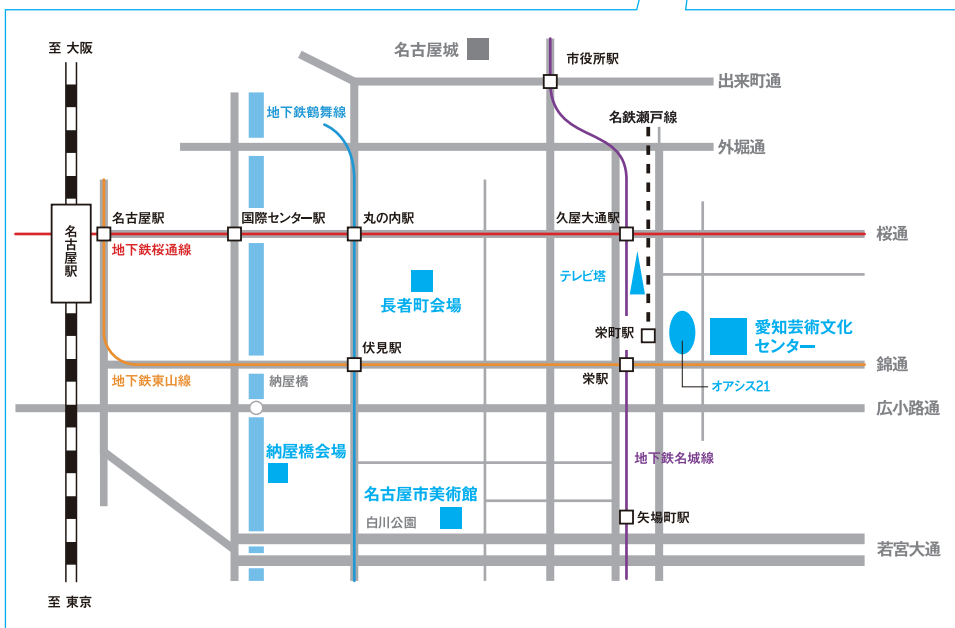 至 大阪
名古屋城
市役所駅
出来町通
地下鉄鶴舞線
名鉄瀬戸線
外堀通
名古屋駅
国際センター駅
丸の内駅
久屋大通駅
桜通
名古屋駅
地下鉄桜通線
テレビ塔
長者町会場
栄町駅
愛知芸術文化
センター
伏見駅
錦通
地下鉄東山線
納屋橋
栄駅
オアシス21
広小路通
納屋橋会場
地下鉄名城線
名古屋市美術館
白川公園
矢場町駅
若宮大通
至 東京